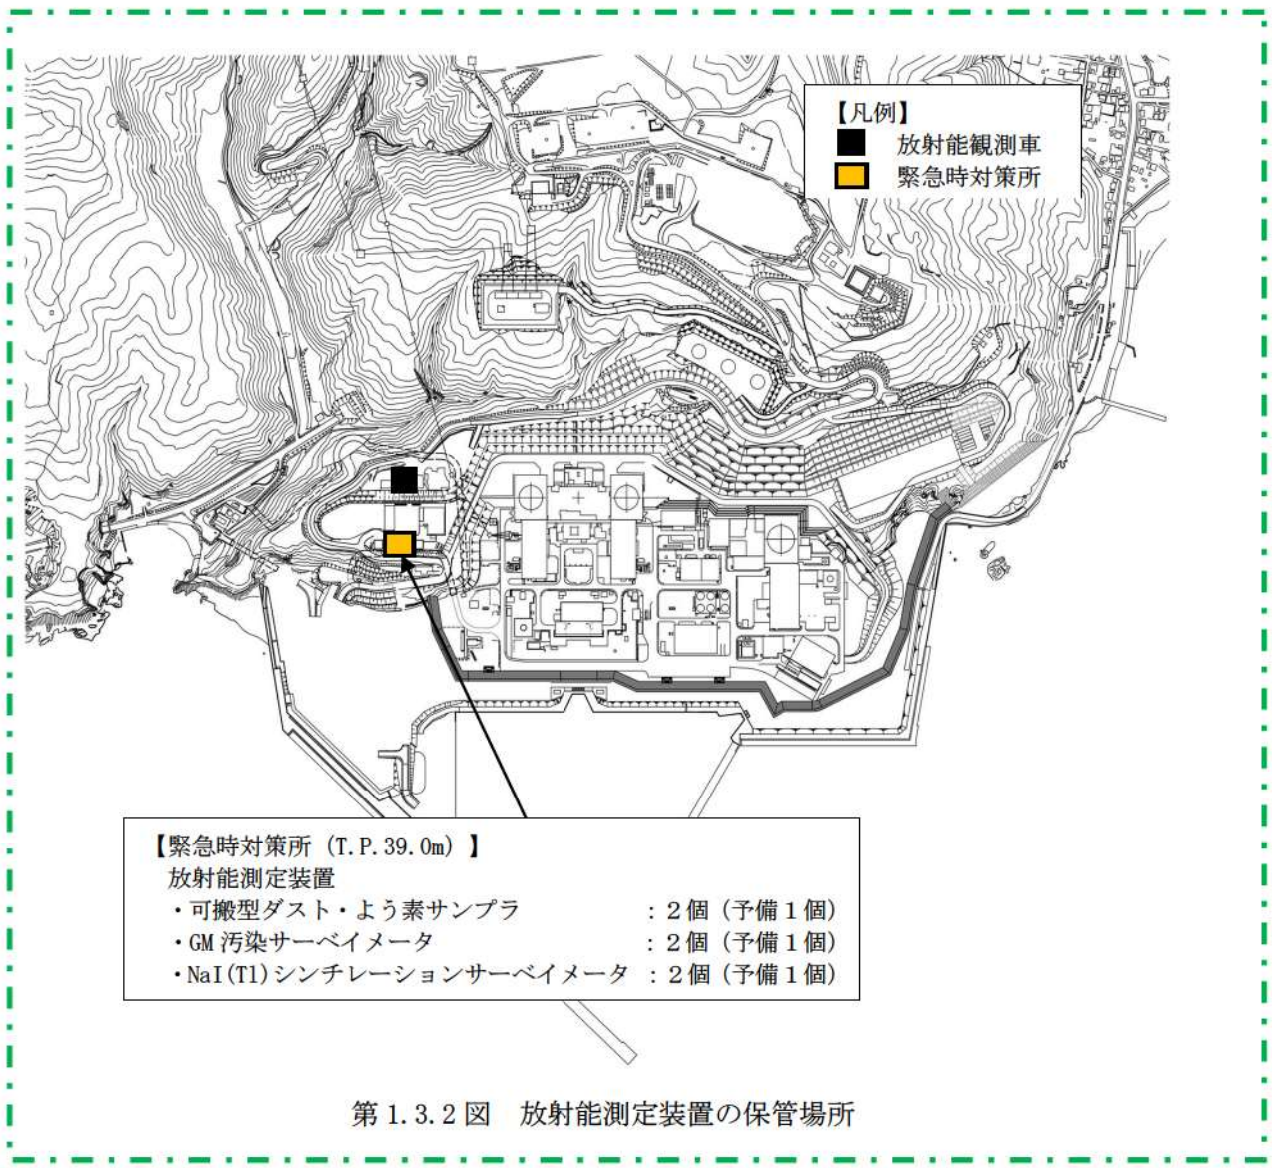 【凡例】
放射能観測車
緊急時対策所
【緊急時対策所（T.P.39.0m）】
放射能測定装置
・可搬型ダスト・よう素サンプラ　：２個（予備１個）
・GM 汚染サーベイメータ　：２個（予備１個）
・NaI(Tl)シンチレーションサーベイメータ　：２個（予備１個）
第 1.3.2 図　放射能測定装置の保管場所